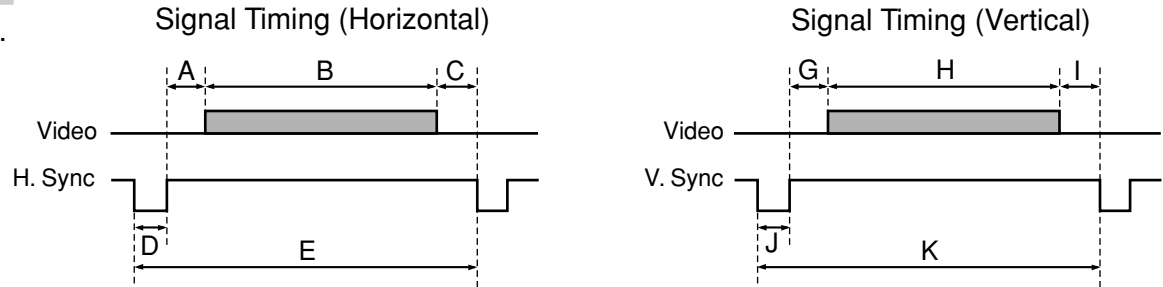 Signal Timing (Horizontal)
A B C
Video
H. Sync
D E
Signal Timing (Vertical)
G H I
Video
V. Sync
J K